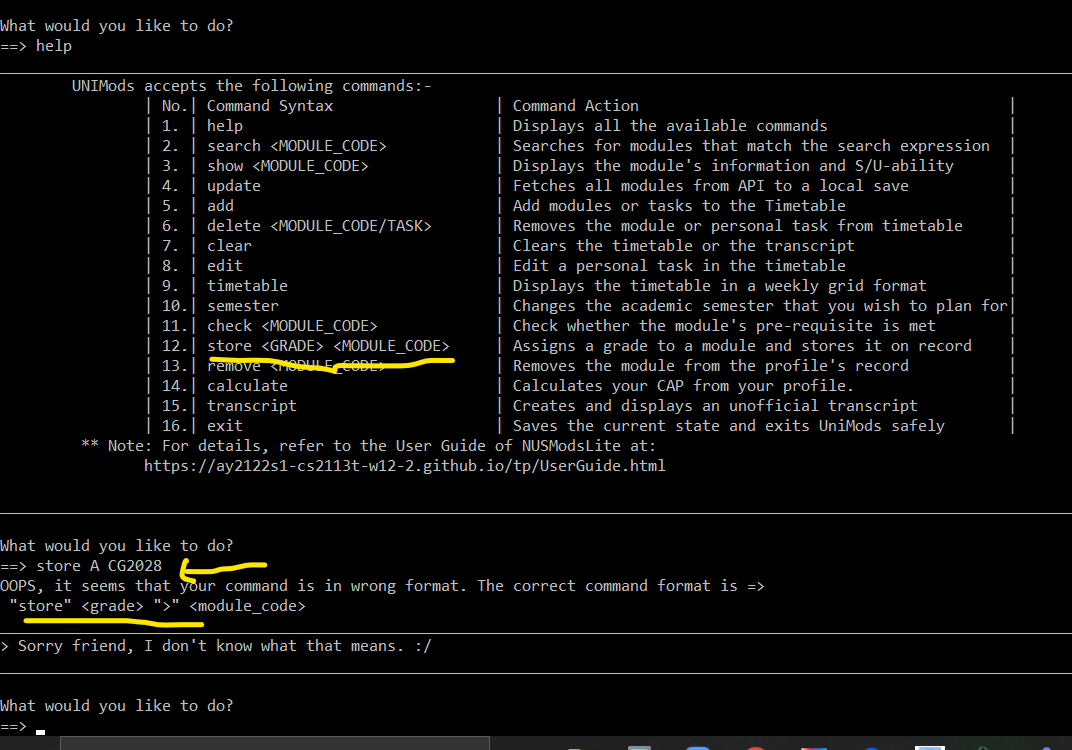 What would you like to do?
==> help
UNIMods accepts the following commands:-
| No.| Command Syntax | Command Action |
| 1. | help | Displays all the available commands |
| 2. | search <MODULE_CODE> | Searches for modules that match the search expression |
| 3. | show <MODULE_CODE> | Displays the module's information and S/U-ability |
| 4. | update | Fetches all modules from API to a local save |
| 5. | add | Add modules or tasks to the Timetable |
| 6. | delete <MODULE_CODE/TASK> | Removes the module or personal task from timetable |
| 7. | clear | Clears the timetable or the transcript |
| 8. | edit | Edit a personal task in the timetable |
| 9. | timetable | Displays the timetable in a weekly grid format |
| 10.| semester | Changes the academic semester that you wish to plan for|
| 11.| check <MODULE_CODE> | Check whether the module's pre-requisite is met |
| 12.| store <GRADE> <MODULE_CODE> | Assigns a grade to a module and stores it on record |
| 13.| remove <MODULE_CODE> | Removes the module from the profile's record |
| 14.| calculate | Calculates your CAP from your profile. |
| 15.| transcript | Creates and displays an unofficial transcript |
| 16.| exit | Saves the current state and exits UniMods safely |
** Note: For details, refer to the User Guide of NUSModsLite at:
https://ay2122s1-cs2113t-w12-2.github.io/tp/UserGuide.html
What would you like to do?
==> store A CG2028
OOPS, it seems that your command is in wrong format. The correct command format is =>
"store" <grade> ">" <module_code>
> Sorry friend, I don't know what that means. :/
What would you like to do?
==>